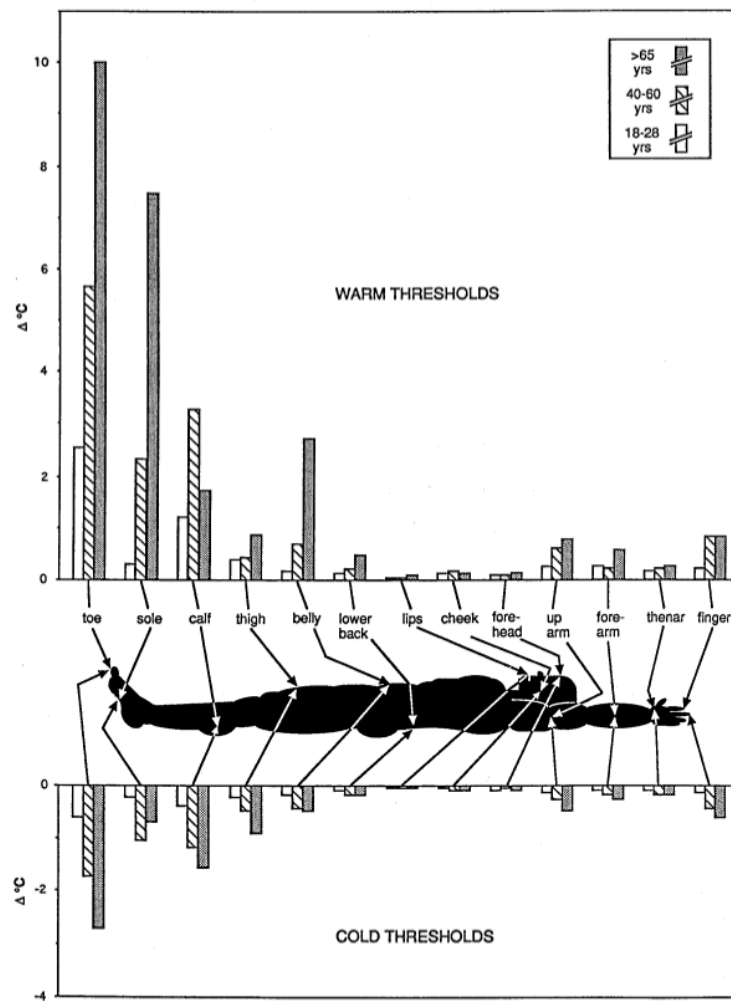 10
8
6
4
2
0
Δ °C
>65
yrs
40-60
yrs
18-28
yrs
WARM THRESHOLDS
toe sole calf thigh belly lower
back lips cheek fore-
head up
arm fore-
arm thenar finger
0
-2
-4
Δ °C
COLD THRESHOLDS